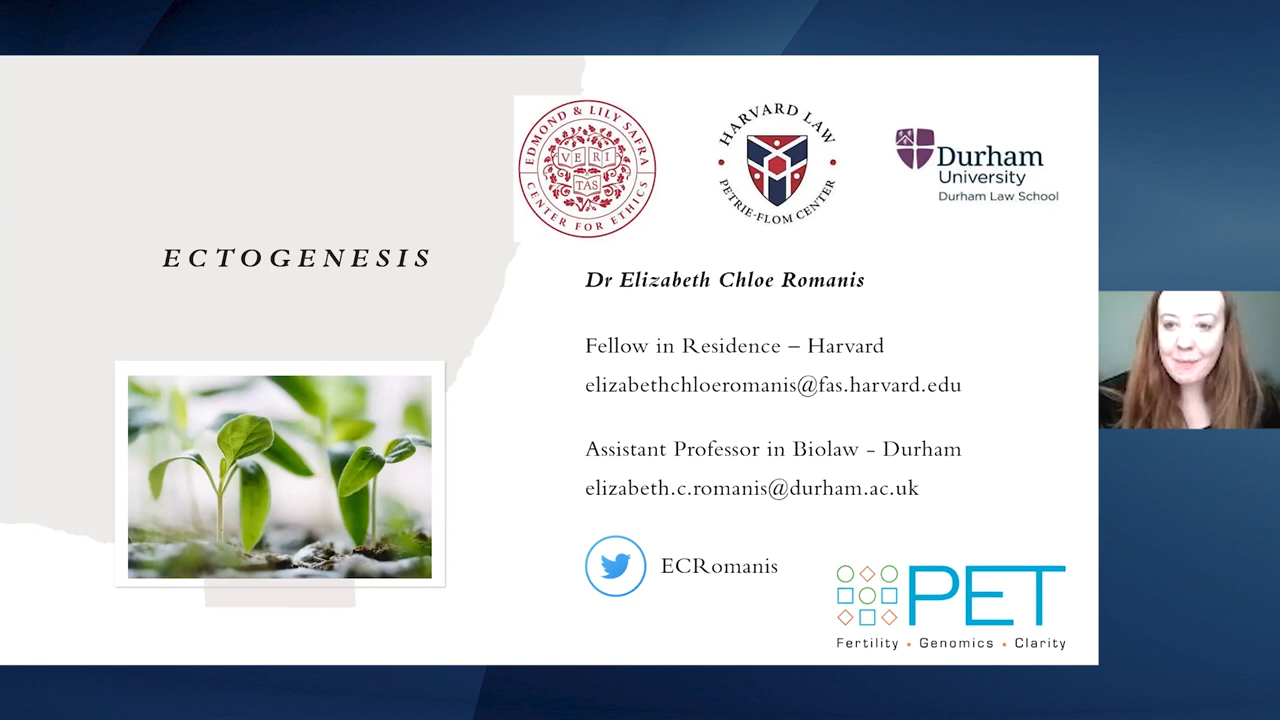 ECTOGENESIS
EDMOND & LILY SAFRA
CENTER FOR ETHICS
VE RI
TAS
HARVARD LAW
PETRIE-FLOM CENTER
Durham
University
Durham Law School
Dr Elizabeth Chloe Romanis
Fellow in Residence – Harvard
elizabethchloeromanis@fas.harvard.edu
Assistant Professor in Biolaw - Durham
elizabeth.c.romanis@durham.ac.uk
ECRomanis
PET
Fertility • Genomics • Clarity